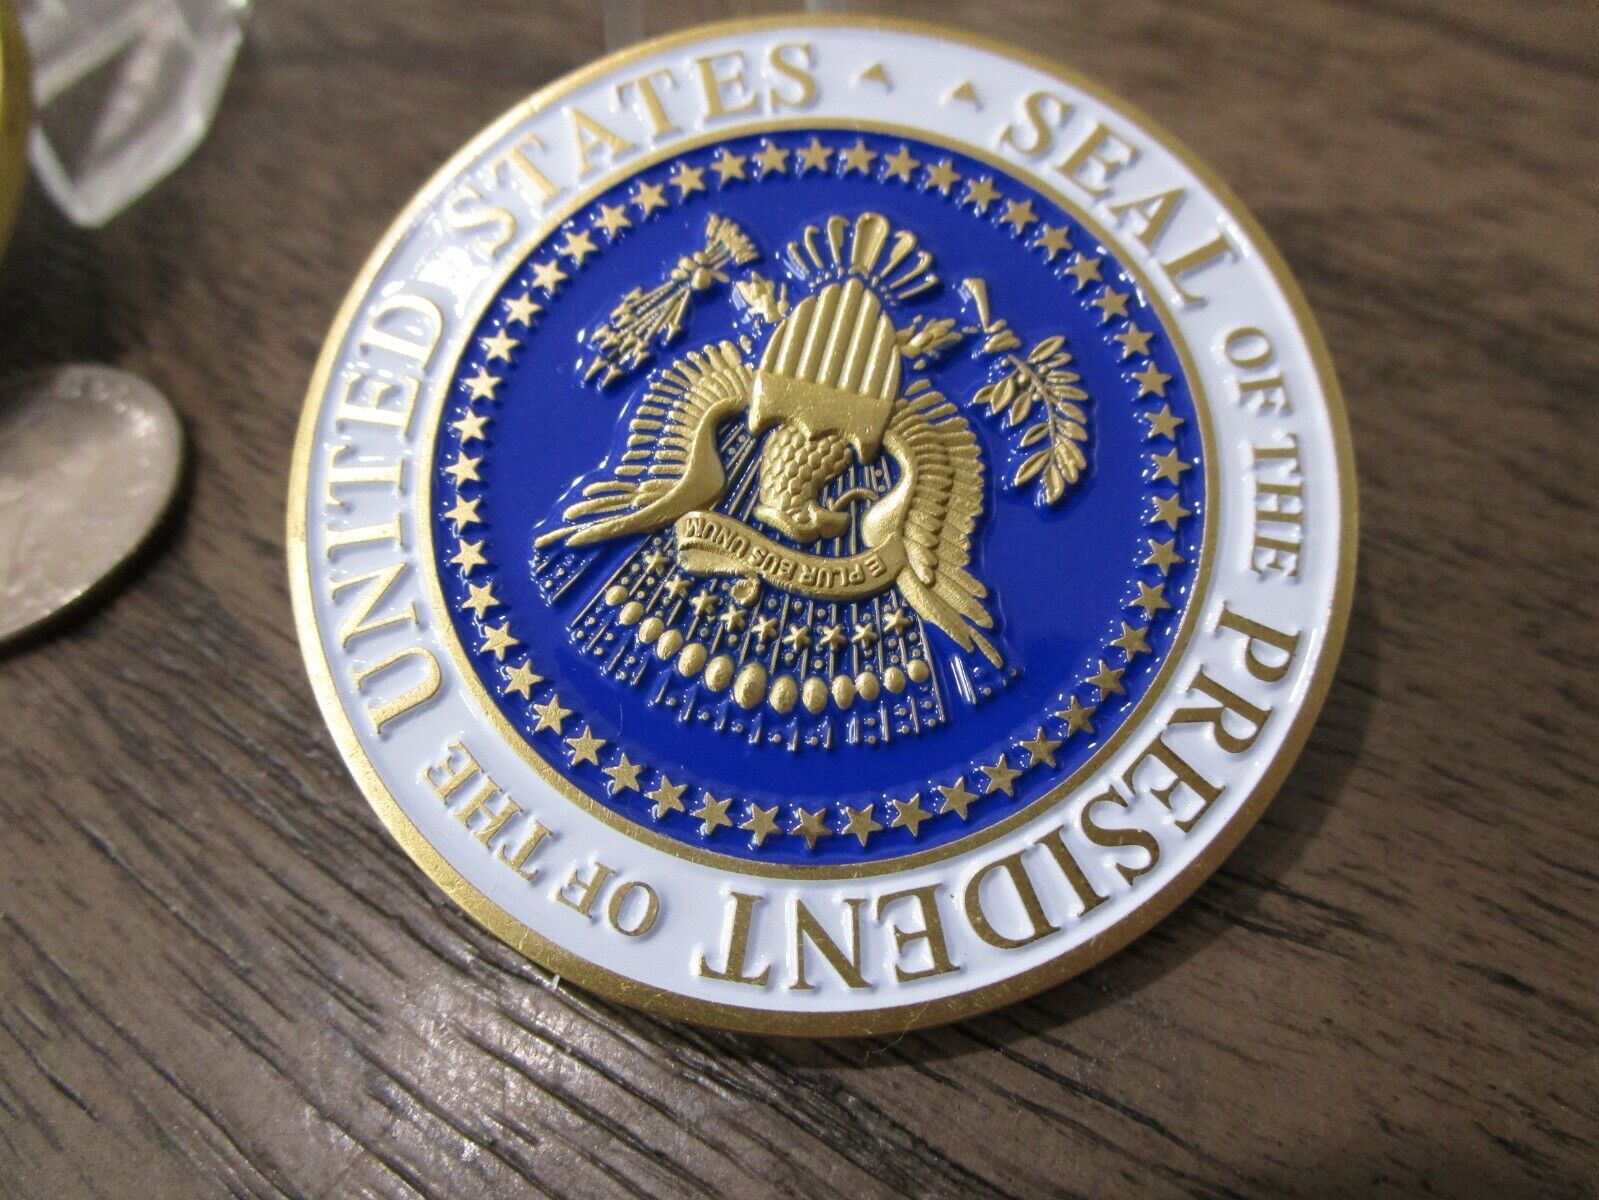 SEAL OF THE PRESIDENT OF THE UNITED STATES
E PLUR BUS UNUM